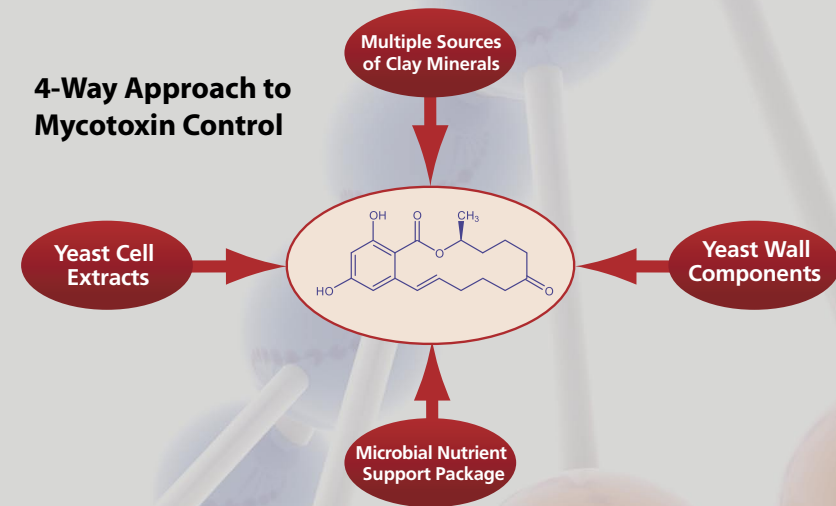 4-Way Approach to
Mycotoxin Control
Multiple Sources
of Clay Minerals
Yeast Cell
Extracts
OH
O
CH₃
O
HO
O
Yeast Wall
Components
Microbial Nutrient
Support Package